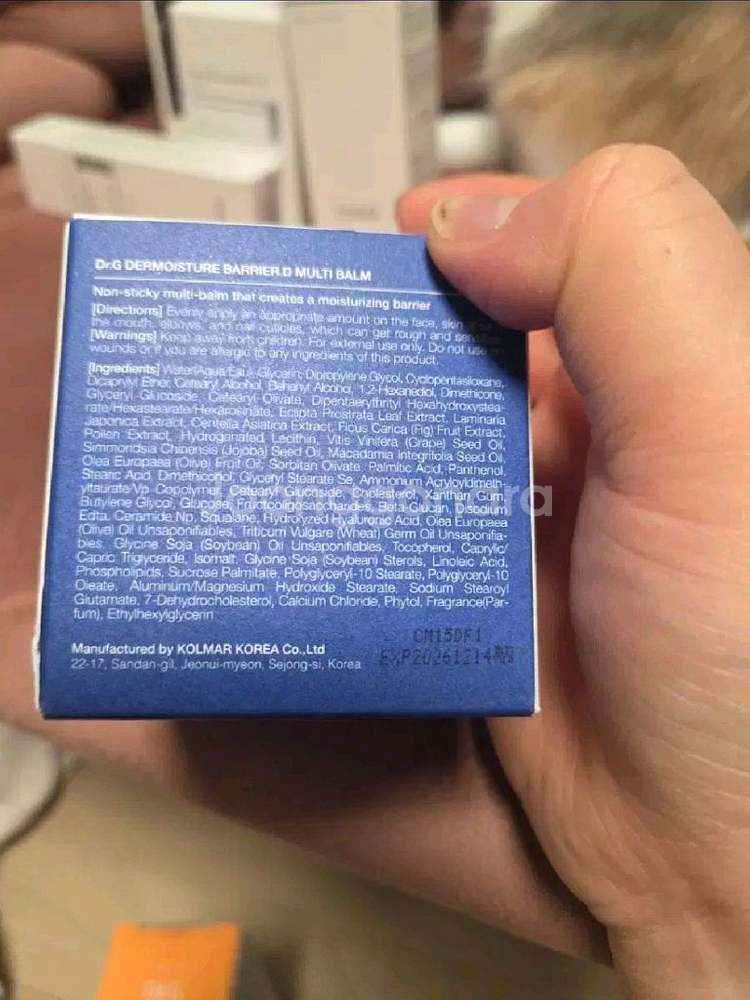 Dr.G DERMOISTURE BARRIER.D MULTI BALM
Non-sticky multi-balm that creates a moisturizing barrier
[Directions] Evenly apply an appropriate amount on the face, skin
the mouth, elbows, and nail cuticles, which can get rough and
[Warnings] Keep away from children. For external use only. Do not use on
wounds or if you are allergic to any ingredients of this product.
[Ingredients] Water(Aqua/Eau), Glycerin, Dipropylene Glycol, Cyclopentasiloxane,
Dicaprylyl Ether, Cetearyl Alcohol, Behenyl Alcohol, 1,2-Hexanediol, Dimethicone,
Glyceryl Glucoside, Cetearyl Olivate, Dipentaerythrityl Hexahydroxystea-
rate/Hexastearate/Hexarosinate, Eclipta Prostrata Leaf Extract, Laminaria
Japonica Extract, Centella Asiatica Extract, Ficus Carica (Fig) Fruit Extract,
Pollen Extract, Hydrogenated Lecithin, Vitis Vinifera (Grape) Seed Oil,
Simmondsia Chinensis (Jojoba) Seed Oil, Macadamia Integrifolia Seed Oil,
Olea Europaea (Olive) Fruit Oil, Sorbitan Olivate, Palmitic Acid, Panthenol,
Stearic Acid, Dimethiconol, Glyceryl Stearate Se, Ammonium Acryloyldimeth-
yltaurate/Vp Copolymer, Cetearyl Glucoside, Cholesterol, Xanthan Gum,
Butylene Glycol, Glucose, Fructooligosaccharides, Beta-Glucan, Disodium
Edta, Ceramide Np, Squalane, Hydrolyzed Hyaluronic Acid, Olea Europaea
(Olive) Oil Unsaponifiables, Triticum Vulgare (Wheat) Germ Oil Unsaponifia-
bles, Glycine Soja (Soybean) Oil Unsaponifiables, Tocopherol, Caprylic/
Capric Triglyceride, Isomalt, Glycine Soja (Soybean) Sterols, Linoleic Acid,
Phospholipids, Sucrose Palmitate, Polyglyceryl-10 Stearate, Polyglyceryl-10
Oleate, Aluminum/Magnesium Hydroxide Stearate, Sodium Stearoyl
Glutamate, 7-Dehydrocholesterol, Calcium Chloride, Phytol, Fragrance(Par-
fum), Ethylhexylglycerin
Manufactured by KOLMAR KOREA Co.,Ltd
22-17, Sandan-gil, Jeonui-myeon, Sejong-si, Korea
EXP20261214